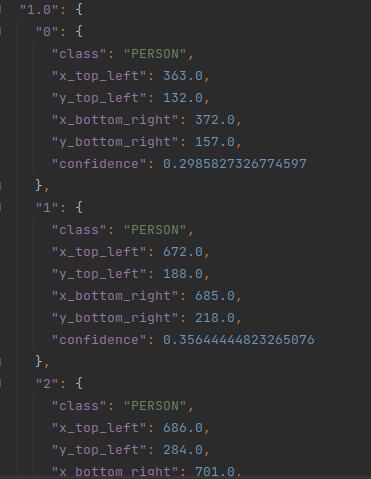 "1.0": {
"0": {
"class": "PERSON",
"x_top_left": 363.0,
"y_top_left": 132.0,
"x_bottom_right": 372.0,
"y_bottom_right": 157.0,
"confidence": 0.2985827326774597
},
"1": {
"class": "PERSON",
"x_top_left": 672.0,
"y_top_left": 188.0,
"x_bottom_right": 685.0,
"y_bottom_right": 218.0,
"confidence": 0.35644444823265076
},
"2": {
"class": "PERSON",
"x_top_left": 686.0,
"y_top_left": 284.0,
"x_bottom_right": 701.0,